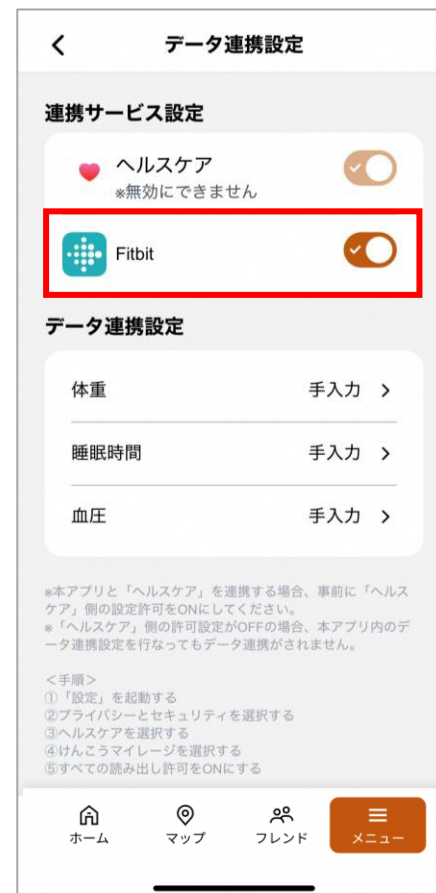 データ連携設定
連携サービス設定
ヘルスケア
※無効にできません
Fitbit
データ連携設定
体重 手入力
睡眠時間 手入力
血圧 手入力
※本アプリと「ヘルスケア」を連携する場合、事前に「ヘルス
ケア」側の設定許可をONにしてください。
※「ヘルスケア」側の許可設定がOFFの場合、本アプリ内のデ
ータ連携設定を行なってもデータ連携がされません。
＜手順＞
①「設定」を起動する
②プライバシーとセキュリティを選択する
③ヘルスケアを選択する
④けんこうマイレージを選択する
⑤すべての読み出し許可をONにする
ホーム マップ フレンド メニュー